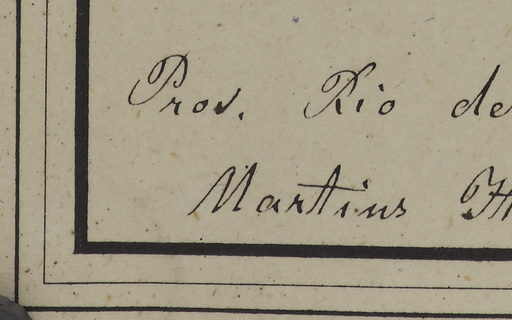 Prov. Rio de
Martius H